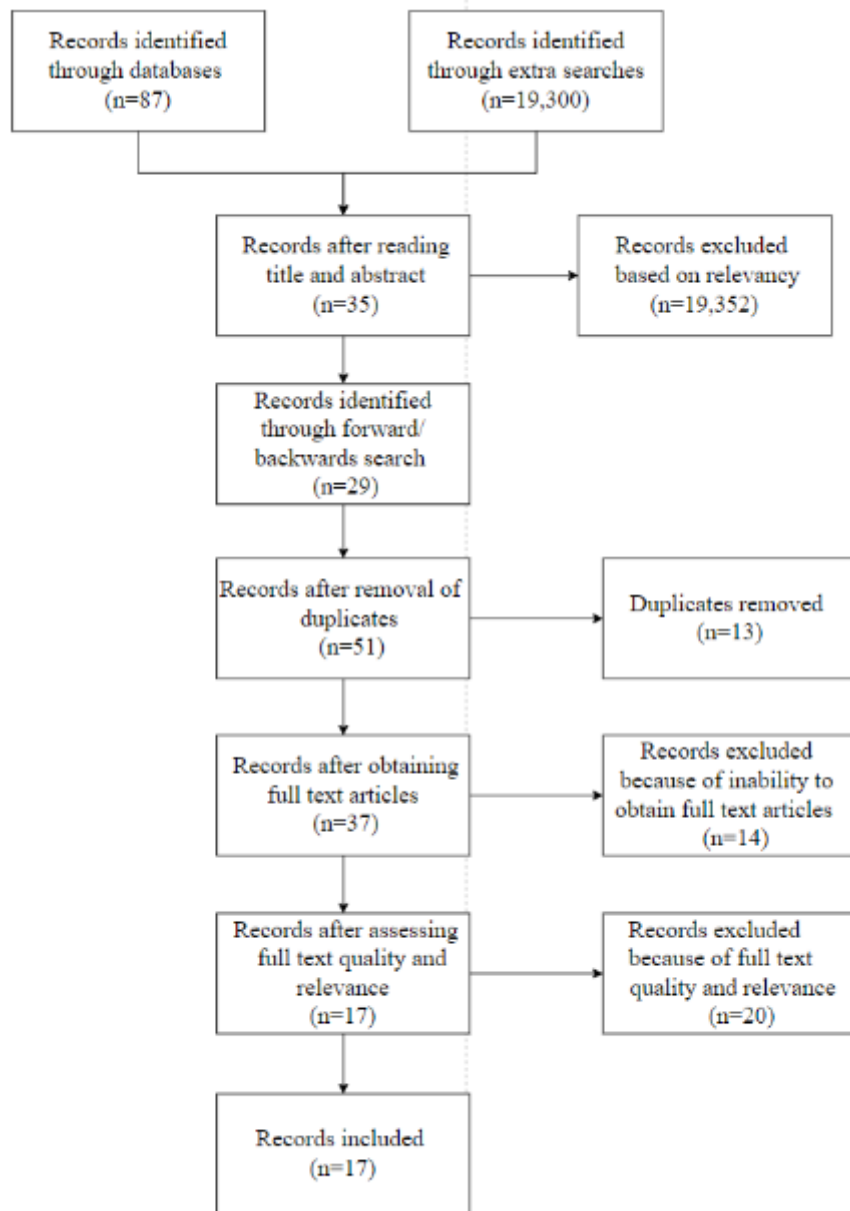 Records identified
through databases
(n=87)
Records identified
through extra searches
(n=19,300)
Records after reading
title and abstract
(n=35)
Records excluded
based on relevancy
(n=19,352)
Records identified
through forward/
backwards search
(n=29)
Records after removal of
duplicates
(n=51)
Duplicates removed
(n=13)
Records after obtaining
full text articles
(n=37)
Records excluded
because of inability to
obtain full text articles
(n=14)
Records after assessing
full text quality and
relevance
(n=17)
Records excluded
because of full text
quality and relevance
(n=20)
Records included
(n=17)